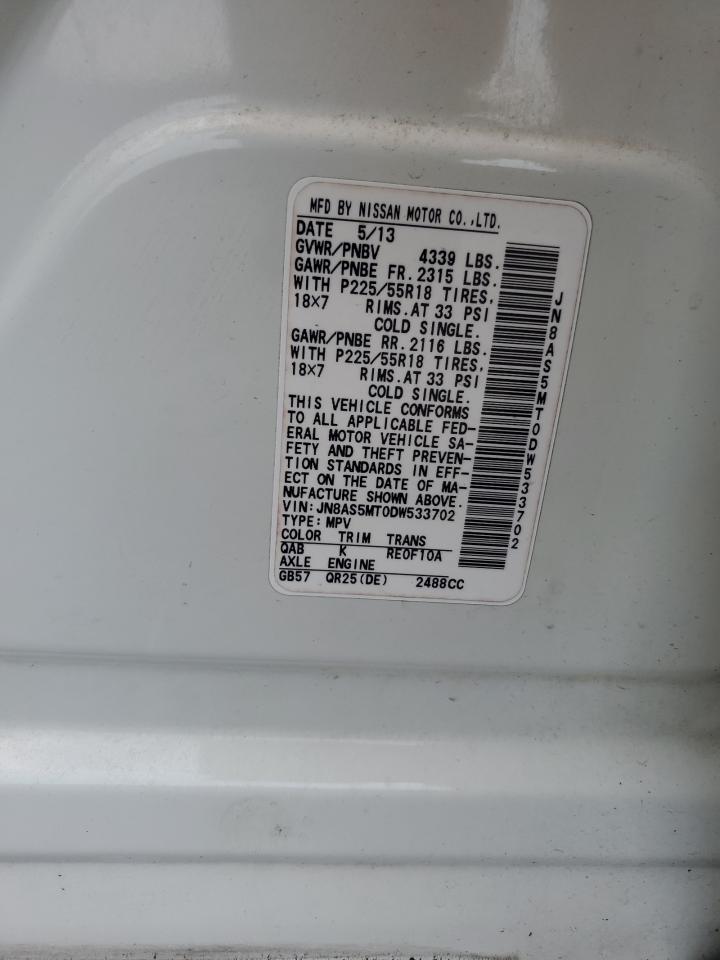 MFD BY NISSAN MOTOR CO.,LTD.
DATE 5/13
GVWR/PNBV 4339 LBS.
GAWR/PNBE FR. 2315 LBS.
WITH P225/55R18 TIRES,
18X7 RIMS.AT 33 PSI
COLD SINGLE.
GAWR/PNBE RR. 2116 LBS.
WITH P225/55R18 TIRES,
18X7 RIMS.AT 33 PSI
COLD SINGLE.
THIS VEHICLE CONFORMS
TO ALL APPLICABLE FED-
ERAL MOTOR VEHICLE SA-
FETY AND THEFT PREVEN-
TION STANDARDS IN EFF-
ECT ON THE DATE OF MA-
NUFACTURE SHOWN ABOVE.
VIN:JN8AS5MT0DW533702
TYPE:MPV
COLOR TRIM TRANS
QAB K RE0F10A
AXLE ENGINE
GB57 QR25(DE) 2488CC
JN8AS5MT0DW533702